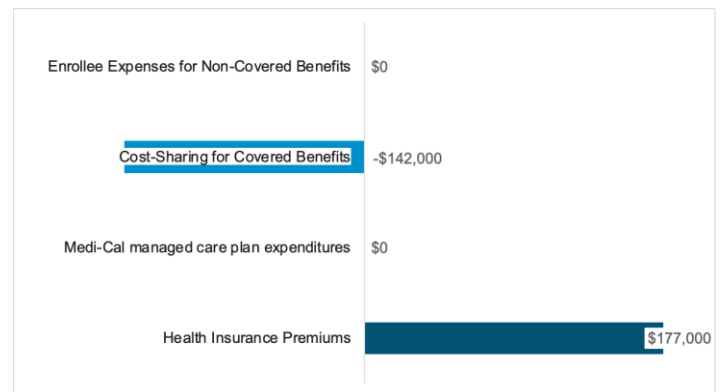 Enrollee Expenses for Non-Covered Benefits $0
Cost-Sharing for Covered Benefits -$142,000
Medi-Cal managed care plan expenditures $0
Health Insurance Premiums $177,000